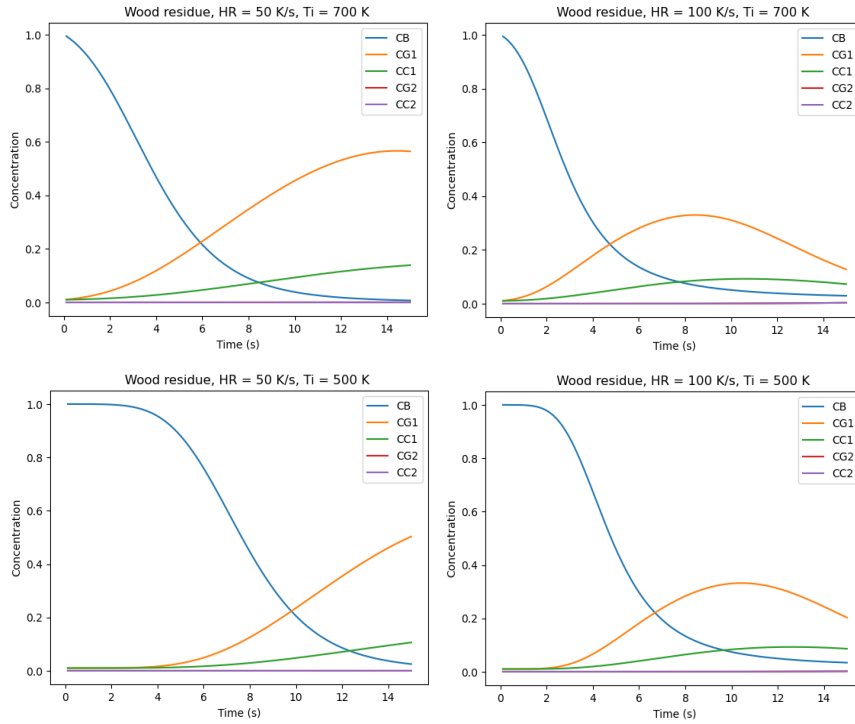 Wood residue, HR = 50 K/s, Ti = 700 K
1.0
0.8
0.6
0.4
0.2
0.0
Concentration
CB
CG1
CC1
CG2
CC2
0 2 4 6 8 10 12 14
Time (s)
Wood residue, HR = 100 K/s, Ti = 700 K
1.0
0.8
0.6
0.4
0.2
0.0
Concentration
CB
CG1
CC1
CG2
CC2
0 2 4 6 8 10 12 14
Time (s)
Wood residue, HR = 50 K/s, Ti = 500 K
1.0
0.8
0.6
0.4
0.2
0.0
Concentration
CB
CG1
CC1
CG2
CC2
0 2 4 6 8 10 12 14
Time (s)
Wood residue, HR = 100 K/s, Ti = 500 K
1.0
0.8
0.6
0.4
0.2
0.0
Concentration
CB
CG1
CC1
CG2
CC2
0 2 4 6 8 10 12 14
Time (s)